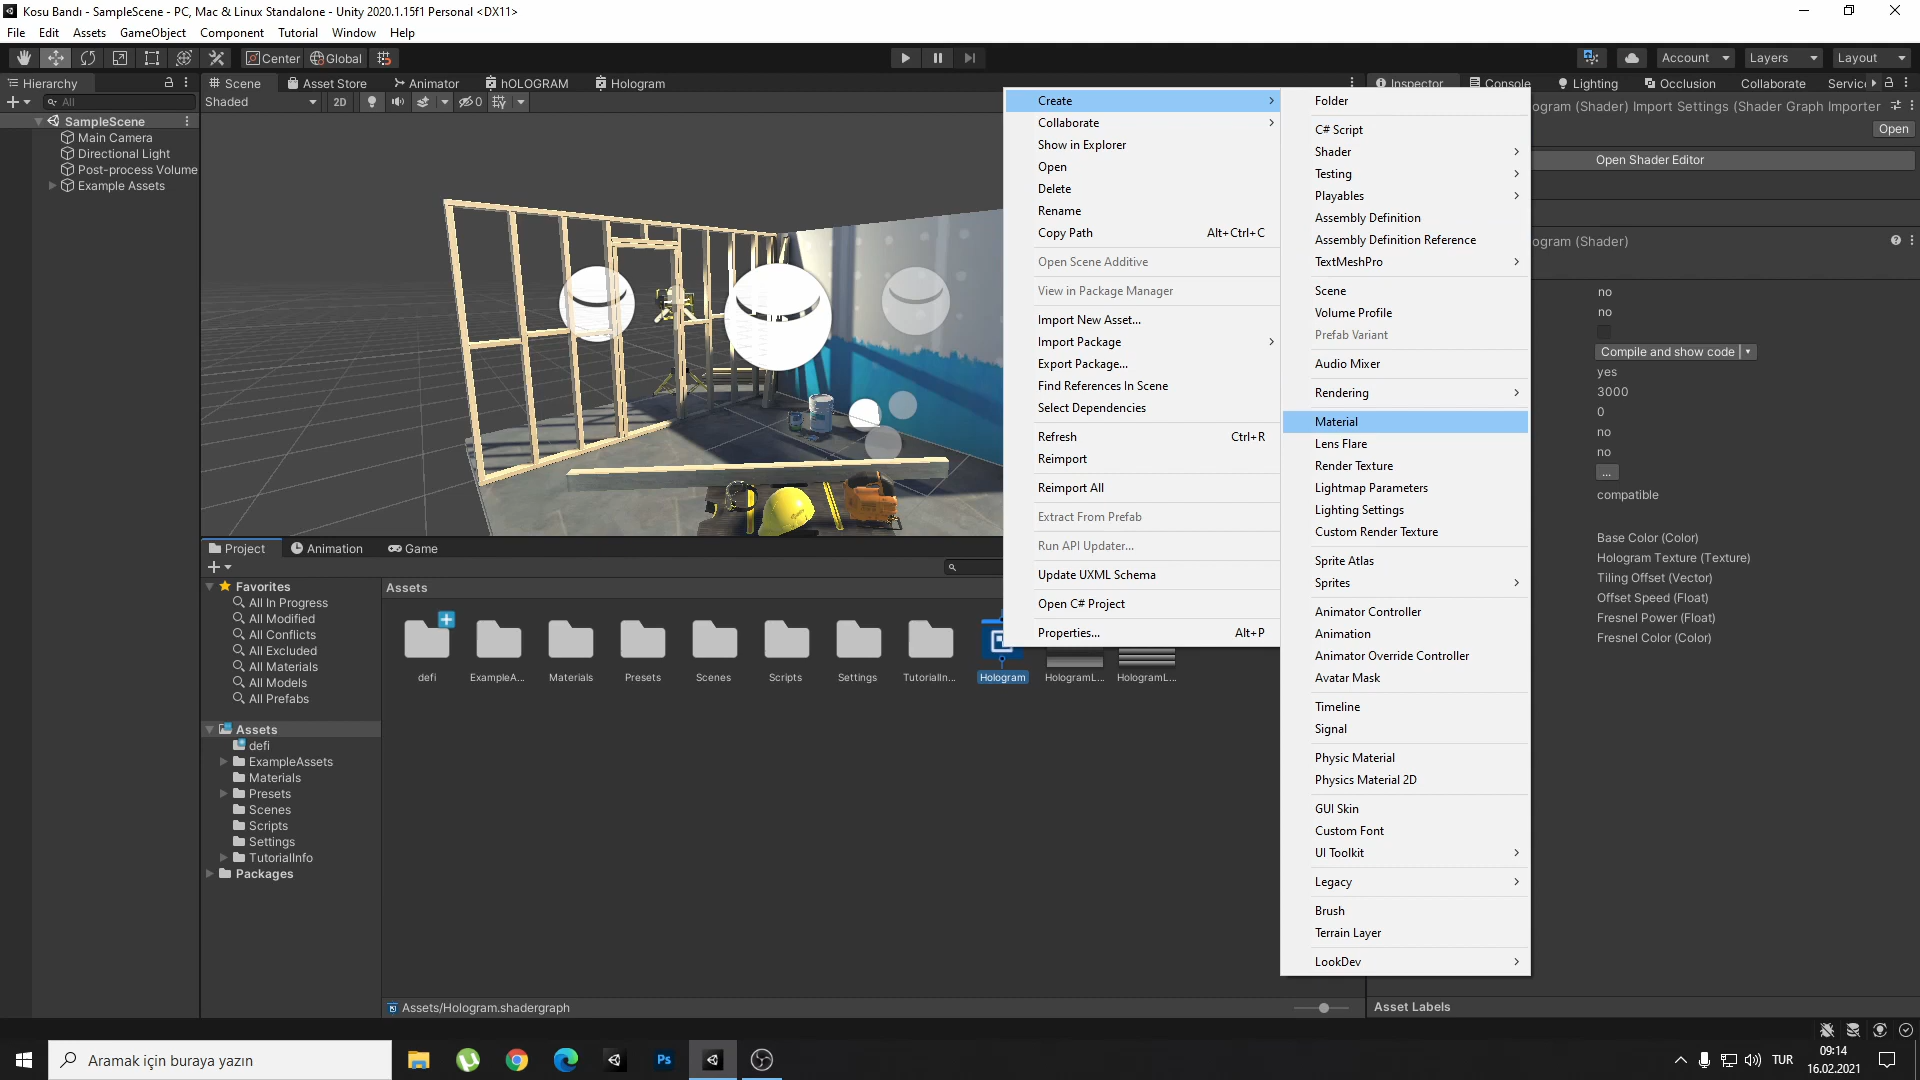 Kosu Bandı - SampleScene - PC, Mac & Linux Standalone - Unity 2020.1.15f1 Personal <DX11>
File Edit Assets GameObject Component Tutorial Window Help
Center Global
Account Layers Layout
Hierarchy
Scene Asset Store Animator hOLOGRAM Hologram
Inspector Console Lighting Occlusion Collaborate Servic
All
Shaded 2D 0
SampleScene
Main Camera
Directional Light
Post-process Volume
Example Assets
Create
Collaborate
Show in Explorer
Open
Delete
Rename
Copy Path Alt+Ctrl+C
Open Scene Additive
View in Package Manager
Import New Asset...
Import Package
Export Package...
Find References In Scene
Select Dependencies
Refresh Ctrl+R
Reimport
Reimport All
Extract From Prefab
Run API Updater...
Update UXML Schema
Open C# Project
Properties... Alt+P
Folder
C# Script
Shader
Testing
Playables
Assembly Definition
Assembly Definition Reference
TextMeshPro
Scene
Volume Profile
Prefab Variant
Audio Mixer
Rendering
Material
Lens Flare
Render Texture
Lightmap Parameters
Lighting Settings
Custom Render Texture
Sprite Atlas
Sprites
Animator Controller
Animation
Animator Override Controller
Avatar Mask
Timeline
Signal
Physic Material
Physics Material 2D
GUI Skin
Custom Font
UI Toolkit
Legacy
Brush
Terrain Layer
LookDev
ogram (Shader) Import Settings (Shader Graph Importer
Open
Open Shader Editor
ogram (Shader)
no
no
Compile and show code
yes
3000
0
no
no
...
compatible
Base Color (Color)
Hologram Texture (Texture)
Tiling Offset (Vector)
Offset Speed (Float)
Fresnel Power (Float)
Fresnel Color (Color)
Asset Labels
Project Animation Game
Favorites
All In Progress
All Modified
All Conflicts
All Excluded
All Materials
All Models
All Prefabs
Assets
defi
ExampleAssets
Materials
Presets
Scenes
Scripts
Settings
TutorialInfo
Packages
Assets
defi ExampleA... Materials Presets Scenes Scripts Settings TutorialIn... Hologram HologramL... HologramL...
Assets/Hologram.shadergraph
Aramak için buraya yazın
Ps
TUR
09:14
16.02.2021